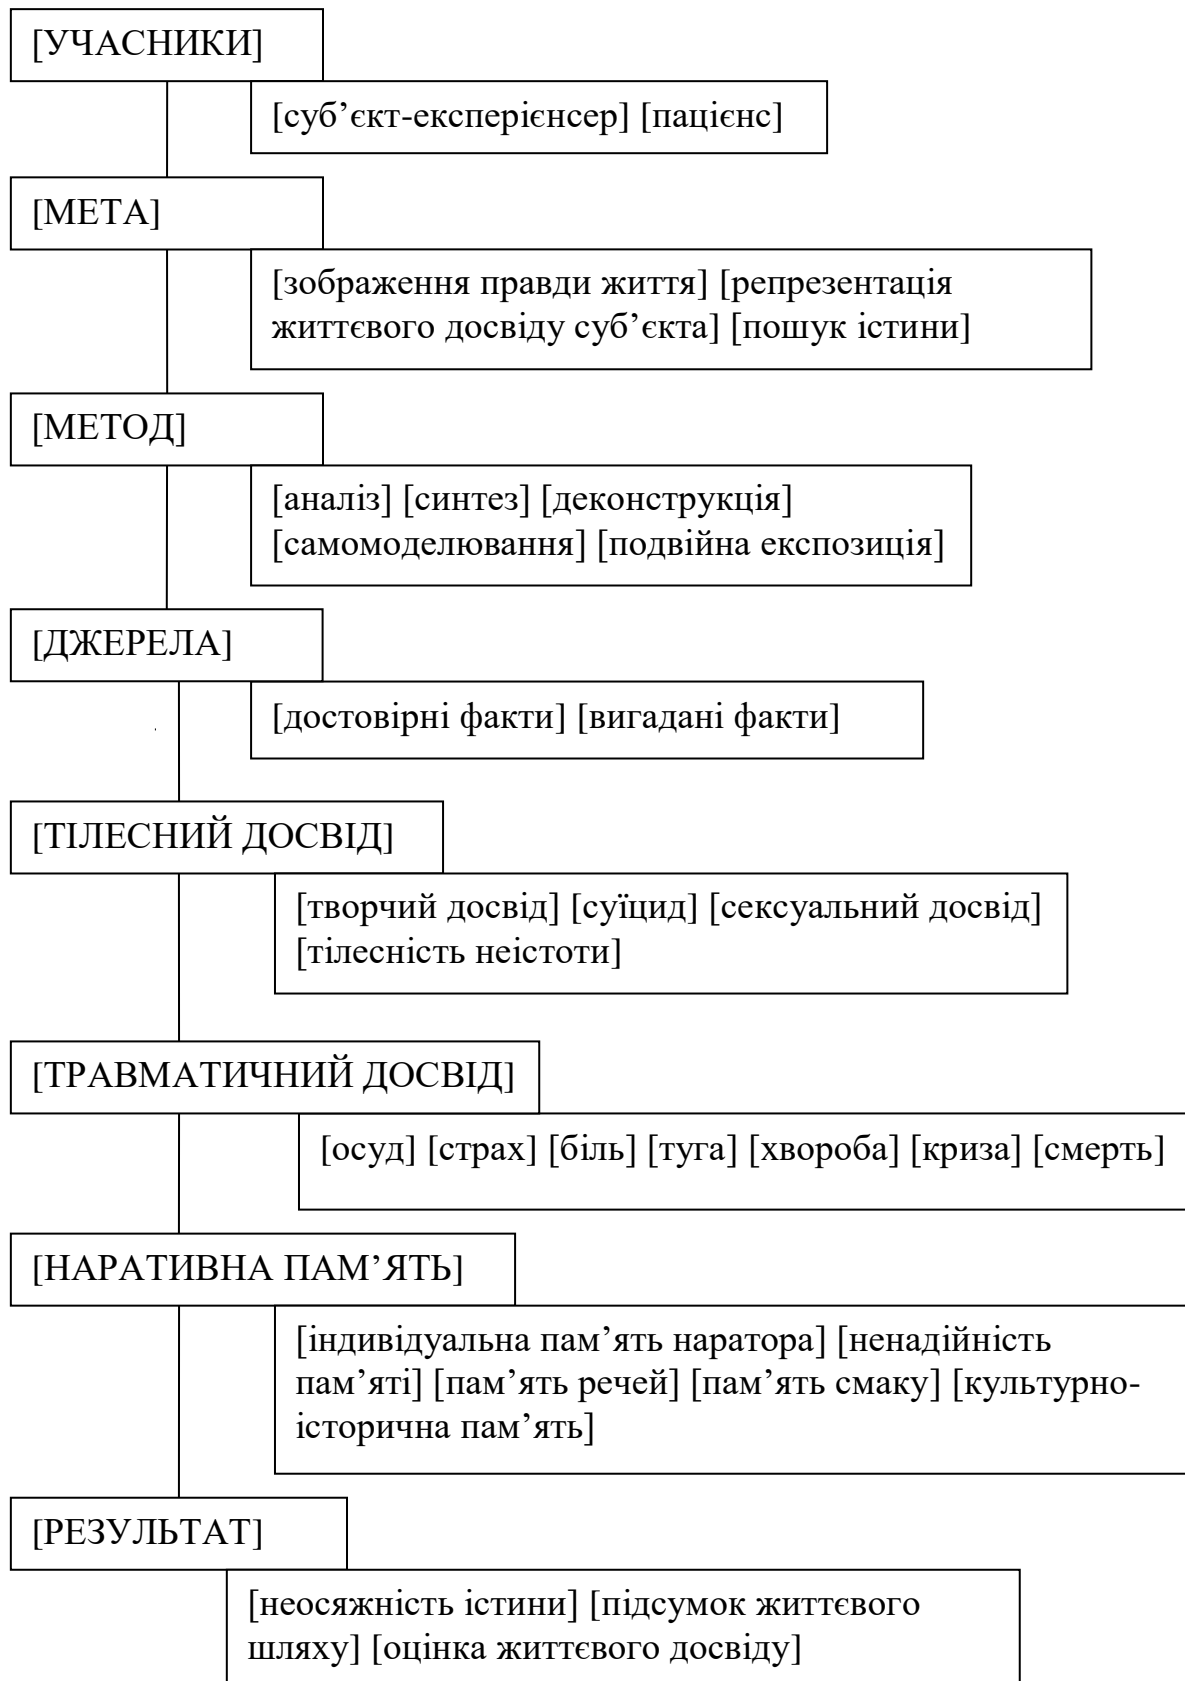 [УЧАСНИКИ]
[суб’єкт-експерієнсер] [пацієнс]
[МЕТА]
[зображення правди життя] [репрезентація
життєвого досвіду суб’єкта] [пошук істини]
[МЕТОД]
[аналіз] [синтез] [деконструкція]
[самомоделювання] [подвійна експозиція]
[ДЖЕРЕЛА]
[достовірні факти] [вигадані факти]
[ТІЛЕСНИЙ ДОСВІД]
[творчий досвід] [суїцид] [сексуальний досвід]
[тілесність неістоти]
[ТРАВМАТИЧНИЙ ДОСВІД]
[осуд] [страх] [біль] [туга] [хвороба] [криза] [смерть]
[НАРАТИВНА ПАМ’ЯТЬ]
[індивідуальна пам’ять наратора] [ненадійність
пам’яті] [пам’ять речей] [пам’ять смаку] [культурно-
історична пам’ять]
[РЕЗУЛЬТАТ]
[неосяжність істини] [підсумок життєвого
шляху] [оцінка життєвого досвіду]